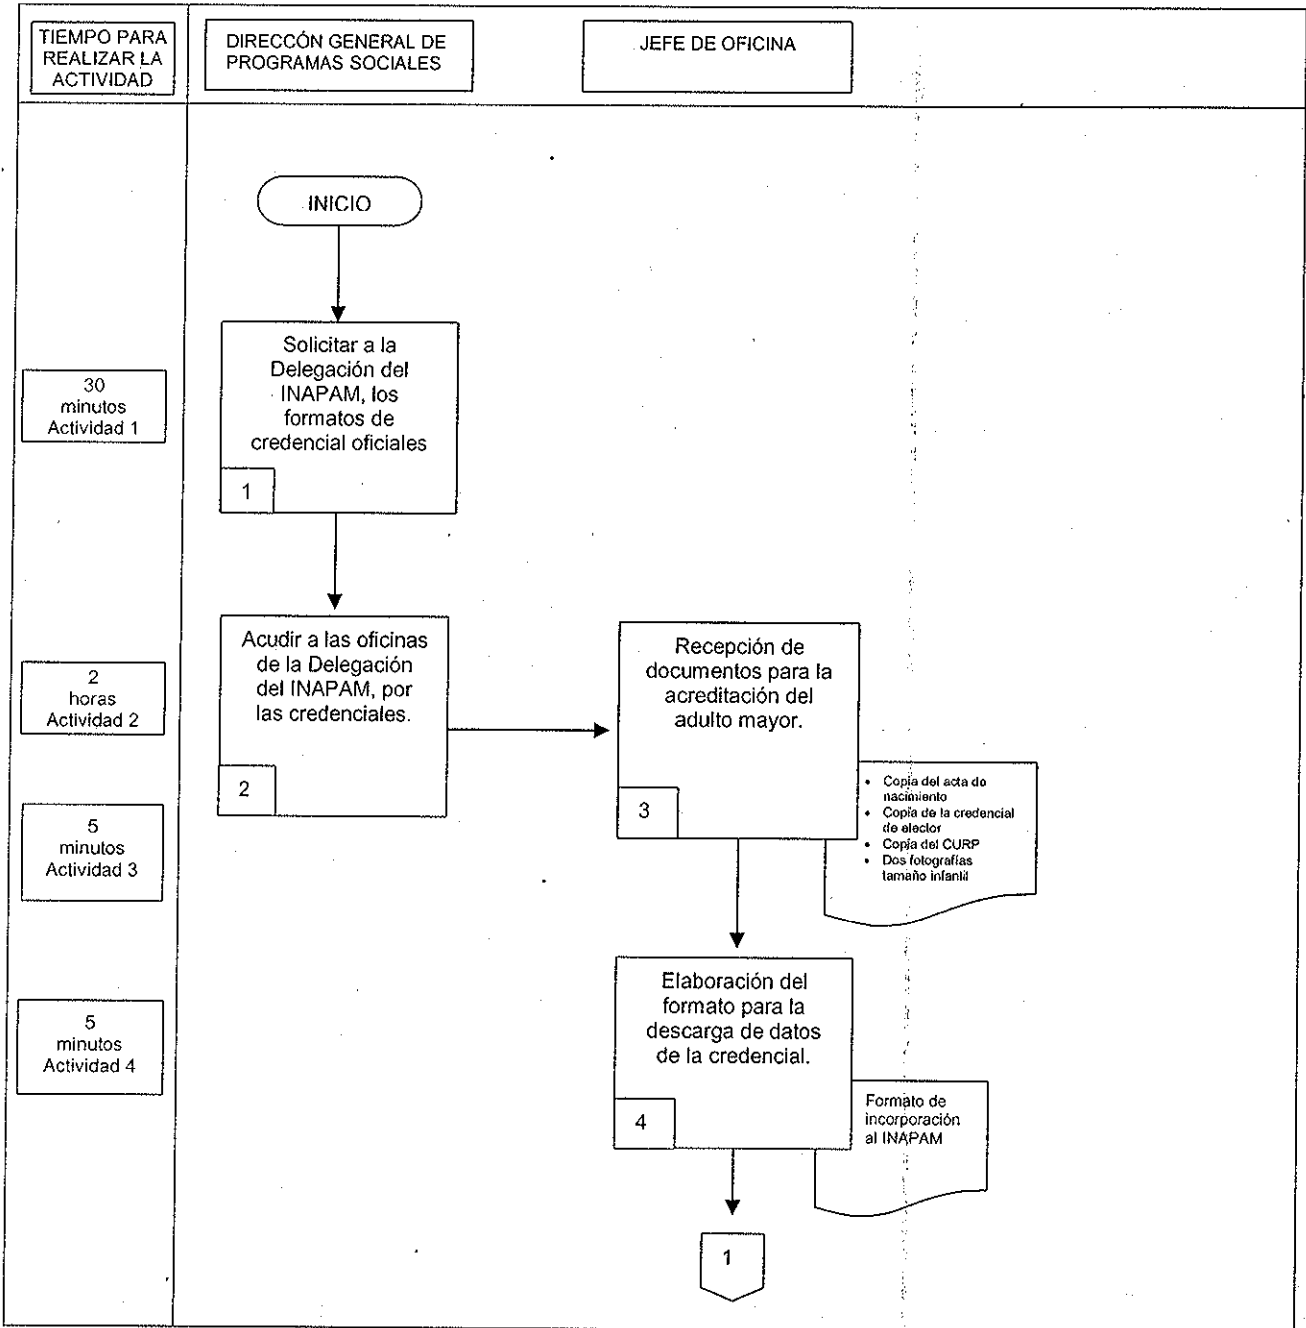 TIEMPO PARA
REALIZAR LA
ACTIVIDAD
DIRECCÓN GENERAL DE
PROGRAMAS SOCIALES
JEFE DE OFICINA
INICIO
30
minutos
Actividad 1
Solicitar a la
Delegación del
INAPAM, los
formatos de
credencial oficiales
1
2
horas
Actividad 2
Acudir a las oficinas
de la Delegación
del INAPAM, por
las credenciales.
2
Recepción de
documentos para la
acreditación del
adulto mayor.
3
• Copia del acta de
nacimiento
• Copia de la credencial
de elector
• Copia del CURP
• Dos fotografías
tamaño infantil
5
minutos
Actividad 3
5
minutos
Actividad 4
Elaboración del
formato para la
descarga de datos
de la credencial.
4
Formato de
incorporación
al INAPAM
1